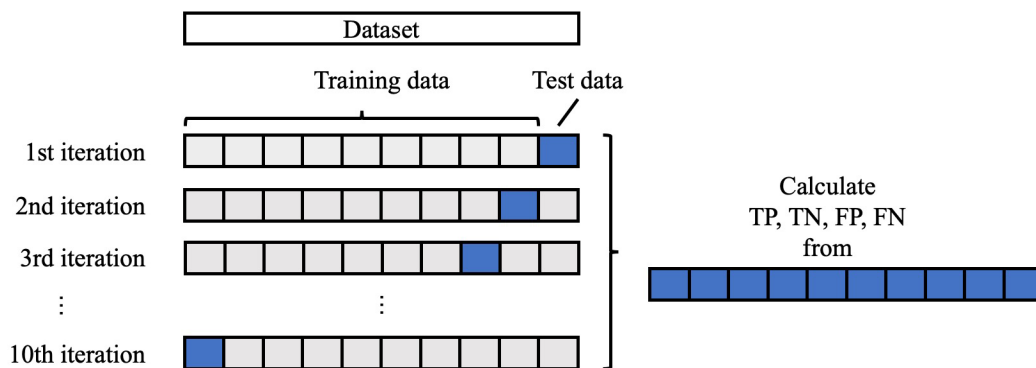 Dataset
Training data
Test data
1st iteration
2nd iteration
3rd iteration
⋮
⋮
10th iteration
Calculate
TP, TN, FP, FN
from